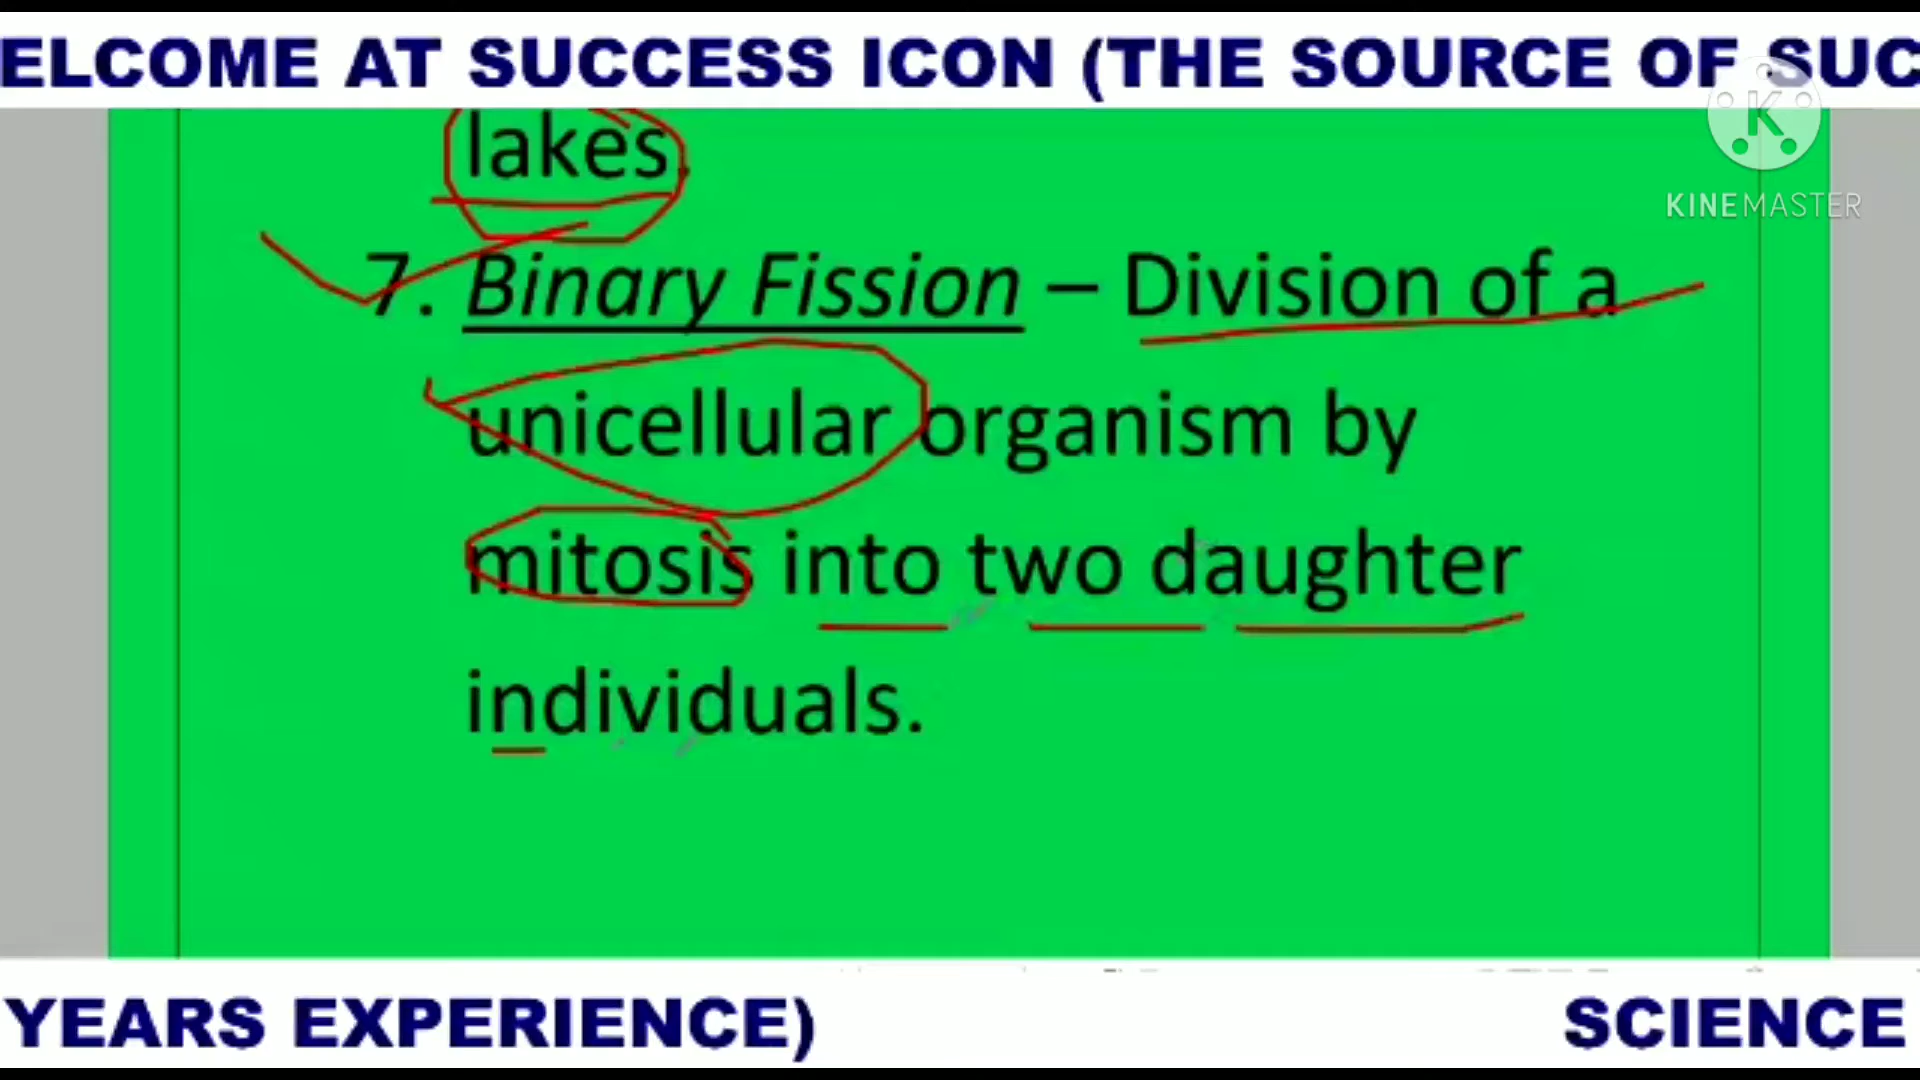 ELCOME AT SUCCESS ICON (THE SOURCE OF SUC
K
KINEMASTER
lakes.
7. Binary Fission – Division of a
unicellular organism by
mitosis into two daughter
individuals.
YEARS EXPERIENCE) SCIENCE